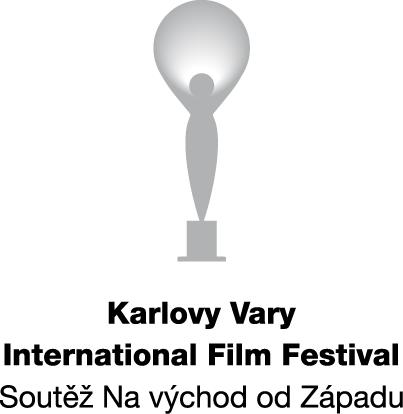 Karlovy Vary
International Film Festival
Soutěž Na východ od Západu